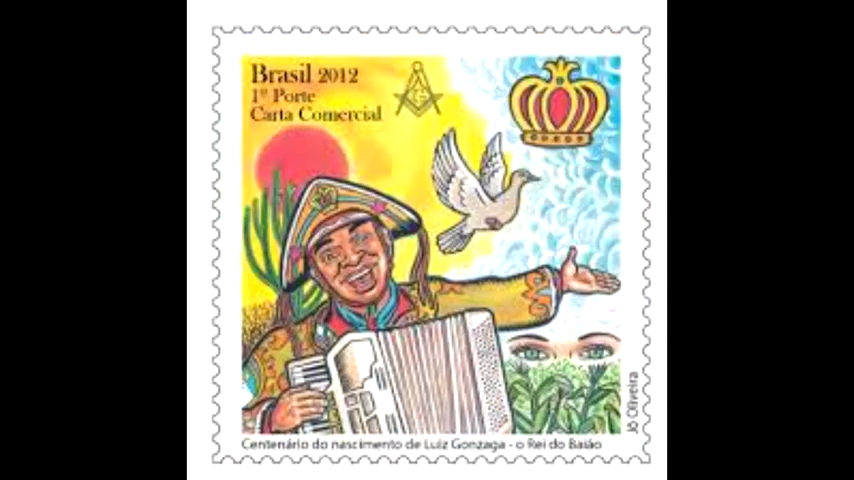 Brasil 2012
1º Porte
Carta Comercial
G
Jô Oliveira
Centenário do nascimento de Luiz Gonzaga - o Rei do Baião